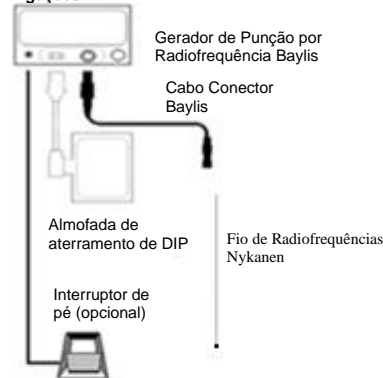 Gerador de Punção por
Radiofrequência Baylis
Cabo Conector
Baylis
Almofada de
aterramento de DIP
Fio de Radiofrequências
Nykanen
Interruptor de
pé (opcional)